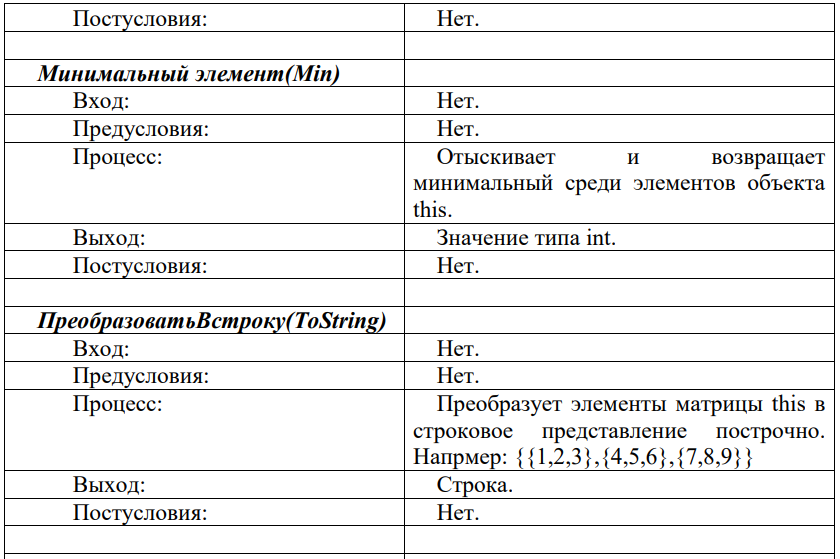 Постусловия: Нет.
Минимальный элемент(Min)
Вход: Нет.
Предусловия: Нет.
Процесс: Отыскивает и возвращает
минимальный среди элементов объекта
this.
Выход: Значение типа int.
Постусловия: Нет.
ПреобразоватьВстроку(ToString)
Вход: Нет.
Предусловия: Нет.
Процесс: Преобразует элементы матрицы this в
строковое представление построчно.
Напрмер: {{1,2,3},{4,5,6},{7,8,9}}
Выход: Строка.
Постусловия: Нет.